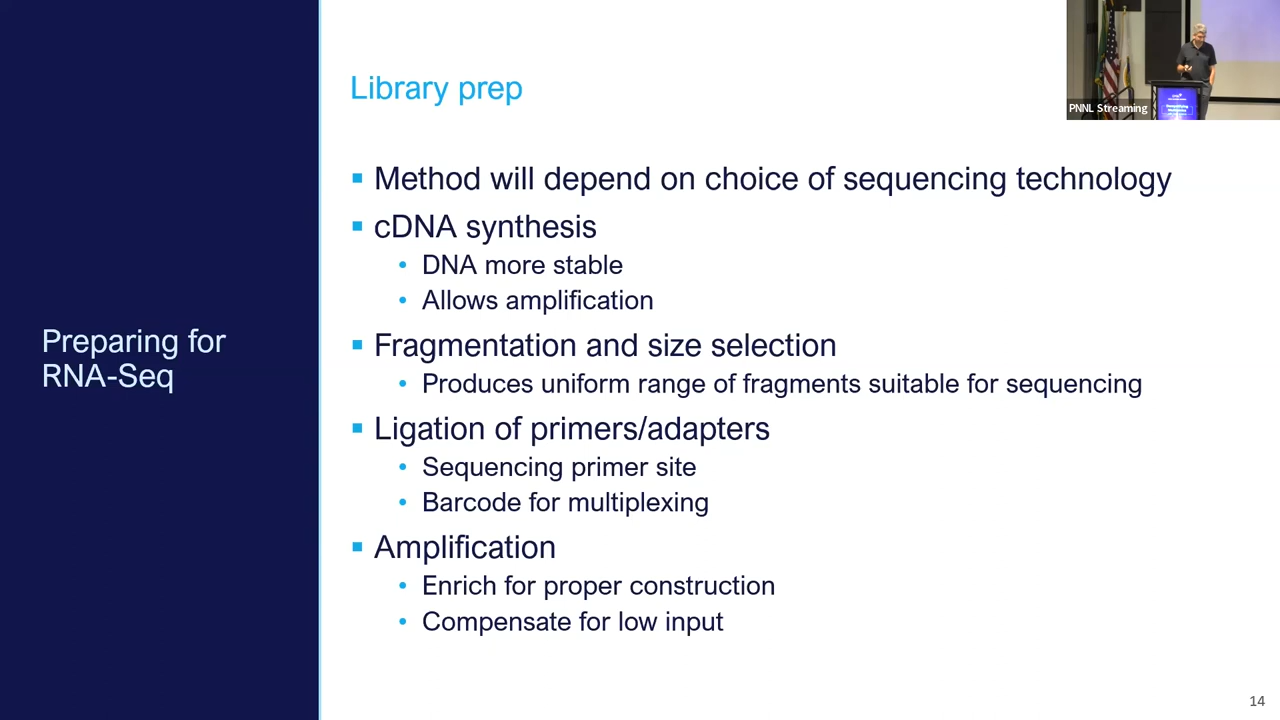 Library prep
PNNL Streaming
Method will depend on choice of sequencing technology
cDNA synthesis
DNA more stable
Allows amplification
Fragmentation and size selection
Produces uniform range of fragments suitable for sequencing
Ligation of primers/adapters
Sequencing primer site
Barcode for multiplexing
Amplification
Enrich for proper construction
Compensate for low input
Preparing for
RNA-Seq
14